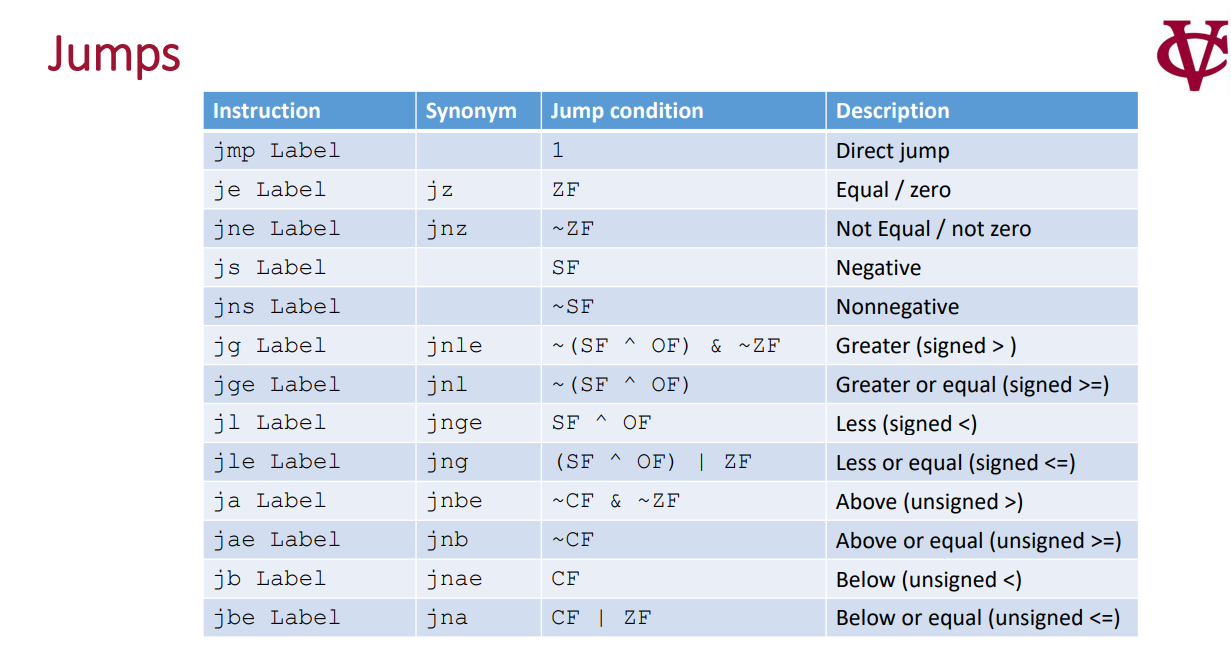 Jumps
VC
Instruction Synonym Jump condition Description
jmp Label 1 Direct jump
je Label jz ZF Equal / zero
jne Label jnz ~ZF Not Equal / not zero
js Label SF Negative
jns Label ~SF Nonnegative
jg Label jnle ~(SF ^ OF) & ~ZF Greater (signed > )
jge Label jnl ~(SF ^ OF) Greater or equal (signed >=)
jl Label jnge SF ^ OF Less (signed <)
jle Label jng (SF ^ OF) | ZF Less or equal (signed <=)
ja Label jnbe ~CF & ~ZF Above (unsigned >)
jae Label jnb ~CF Above or equal (unsigned >=)
jb Label jnae CF Below (unsigned <)
jbe Label jna CF | ZF Below or equal (unsigned <=)